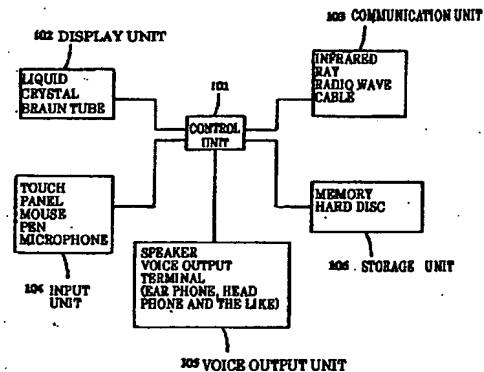 102 DISPLAY UNIT
LIQUID
CRYSTAL
BRAUN TUBE
103 COMMUNICATION UNIT
INFRARED
RAY
RADIO WAVE
CABLE
101
CONTROL
UNIT
TOUCH
PANEL
MOUSE
PEN
MICROPHONE
104 INPUT
UNIT
MEMORY
HARD DISC
106 STORAGE UNIT
SPEAKER
VOICE OUTPUT
TERMINAL
(EAR PHONE, HEAD
PHONE AND THE LIKE)
105 VOICE OUTPUT UNIT